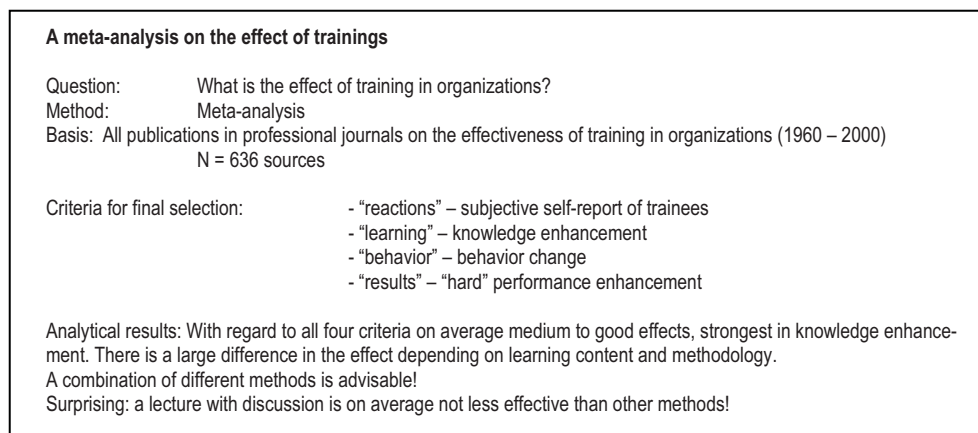 A meta-analysis on the effect of trainings
Question: What is the effect of training in organizations?
Method: Meta-analysis
Basis: All publications in professional journals on the effectiveness of training in organizations (1960 – 2000)
N = 636 sources
Criteria for final selection: - “reactions” – subjective self-report of trainees
- “learning” – knowledge enhancement
- “behavior” – behavior change
- “results” – “hard” performance enhancement
Analytical results: With regard to all four criteria on average medium to good effects, strongest in knowledge enhance-
ment. There is a large difference in the effect depending on learning content and methodology.
A combination of different methods is advisable!
Surprising: a lecture with discussion is on average not less effective than other methods!